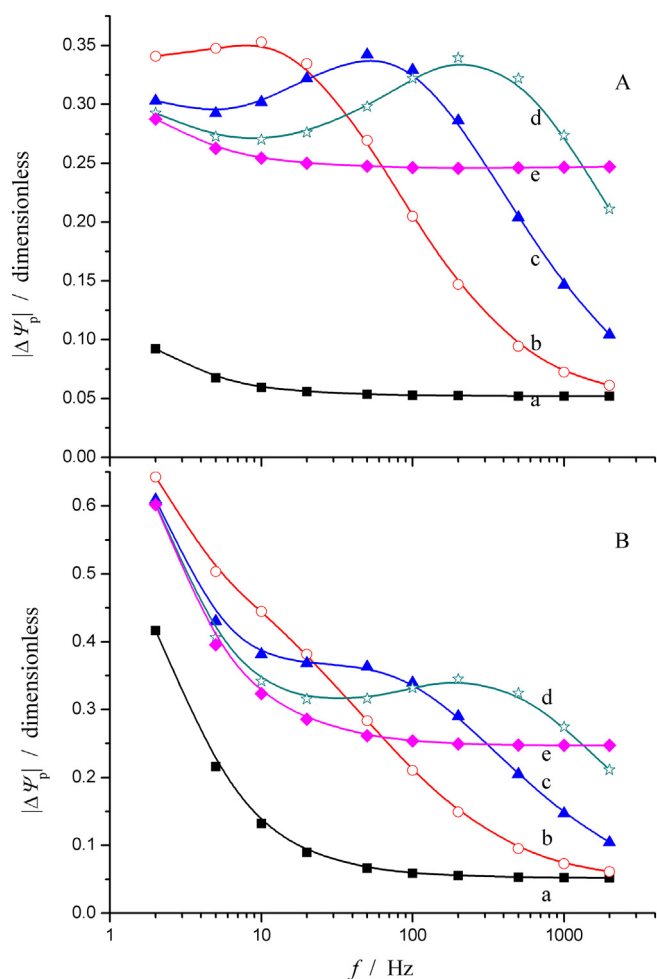 0.35
0.30
0.25
0.20
0.15
0.10
0.05
0.00
|ΔΨp| / dimensionless
A
d
e
c
b
a
0.6
0.5
0.4
0.3
0.2
0.1
0.0
|ΔΨp| / dimensionless
B
d
e
c
b
a
1 10 100 1000
f / Hz